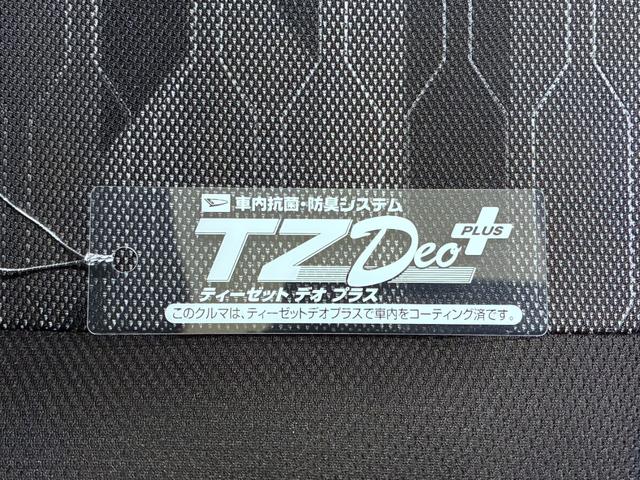 車内抗菌・防臭システム
TZ Deo PLUS
ティーゼット デオ プラス
このクルマは、ティーゼットデオプラスで車内をコーティング済です。